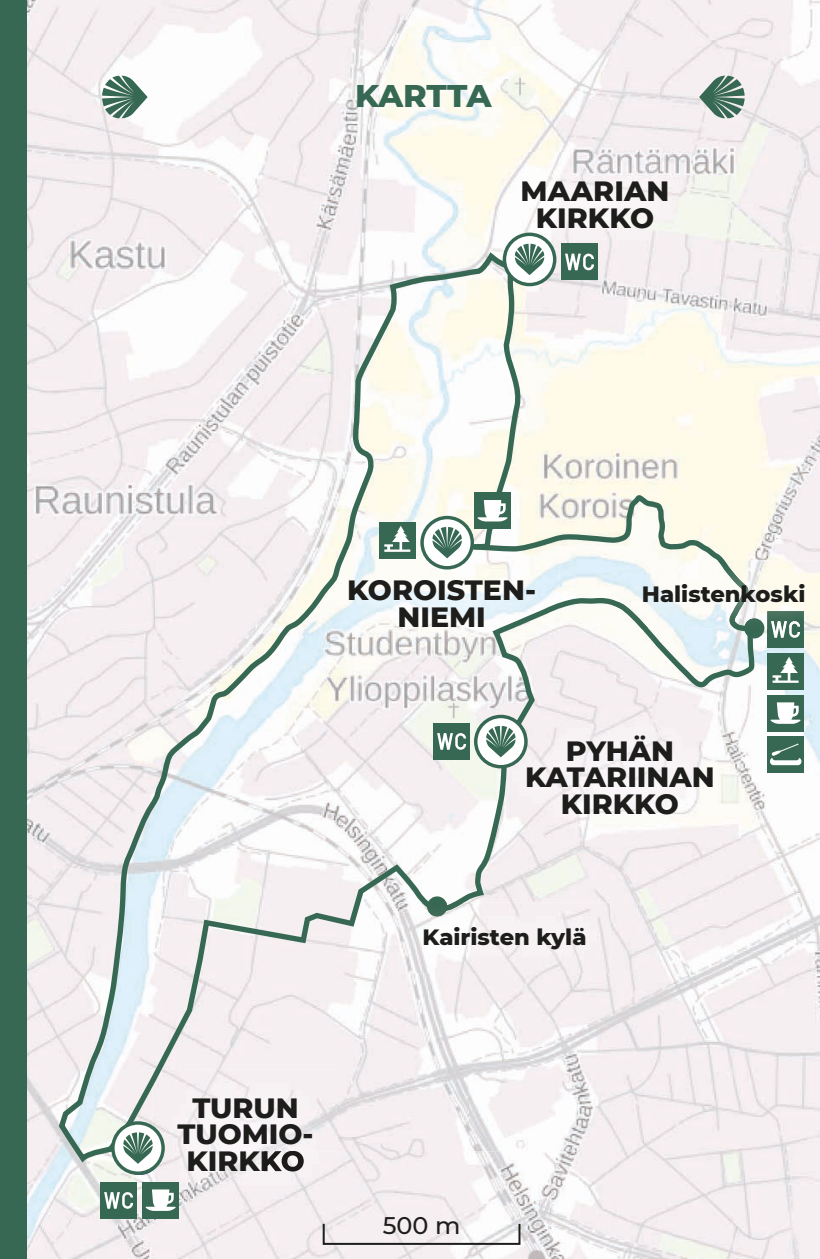 KARTTA
Kärsämäentie
Räntämäki
MAARIAN
KIRKKO
WC
Kastu
Maunu Tavastin katu
Raunistulan puistotie
Koroinen
Korois
Raunistula
Gregorius IX:n tie
KOROISTEN-
NIEMI
Halistenkoski
WC
Studentbyn
Ylioppilaskylä
WC
PYHÄN
KATARIINAN
KIRKKO
Halistentie
Helsinginkatu
atu
Kairisten kylä
TURUN
TUOMIO-
KIRKKO
WC
Savitehtaankatu
Helsinginka
500 m